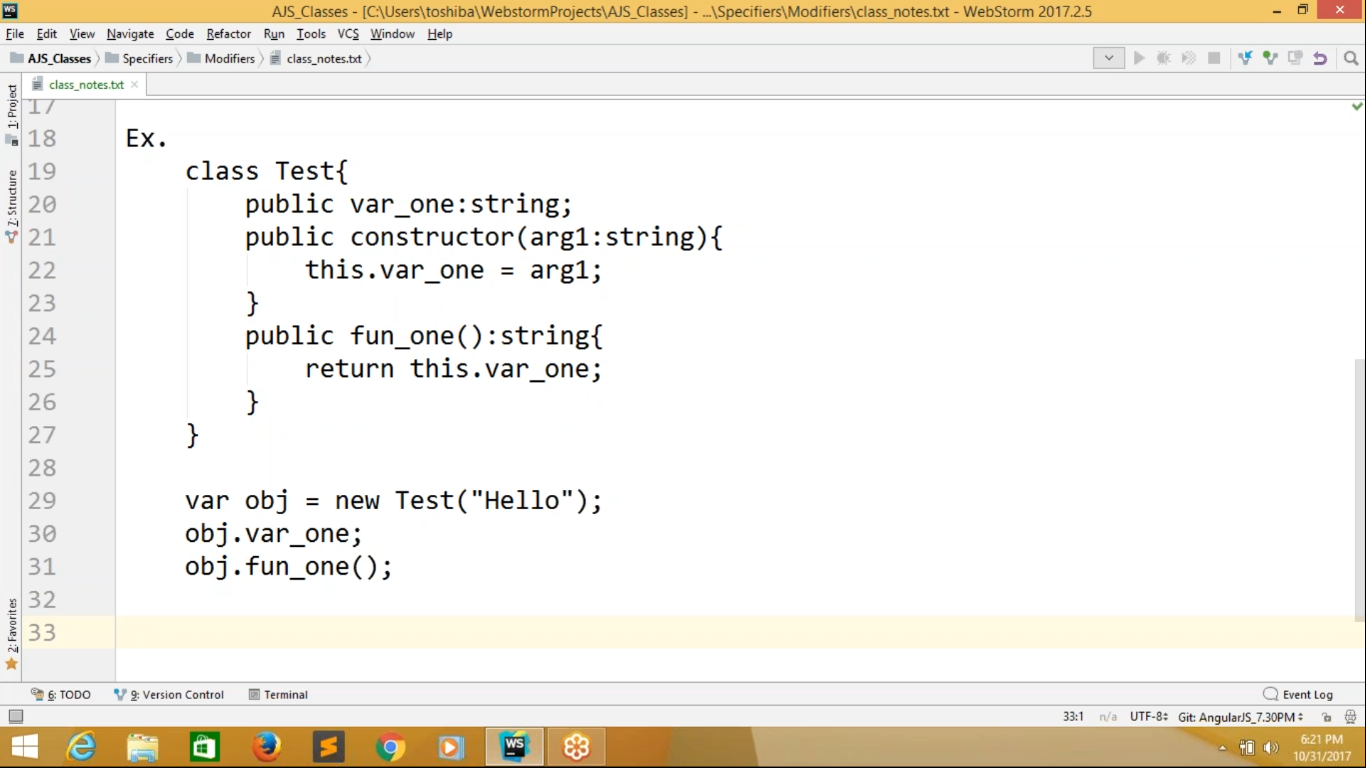 AJS_Classes - [C:\Users\toshiba\WebstormProjects\AJS_Classes] - ...\Specifiers\Modifiers\class_notes.txt - WebStorm 2017.2.5
File Edit View Navigate Code Refactor Run Tools VCS Window Help
AJS_Classes Specifiers Modifiers class_notes.txt
class_notes.txt
1: Project
7: Structure
2: Favorites
17
18 Ex.
19 class Test{
20 public var_one:string;
21 public constructor(arg1:string){
22 this.var_one = arg1;
23 }
24 public fun_one():string{
25 return this.var_one;
26 }
27 }
28
29 var obj = new Test("Hello");
30 obj.var_one;
31 obj.fun_one();
32
33
6: TODO 9: Version Control Terminal Event Log
33:1 n/a UTF-8 Git: AngularJS_7.30PM
WS
6:21 PM
10/31/2017